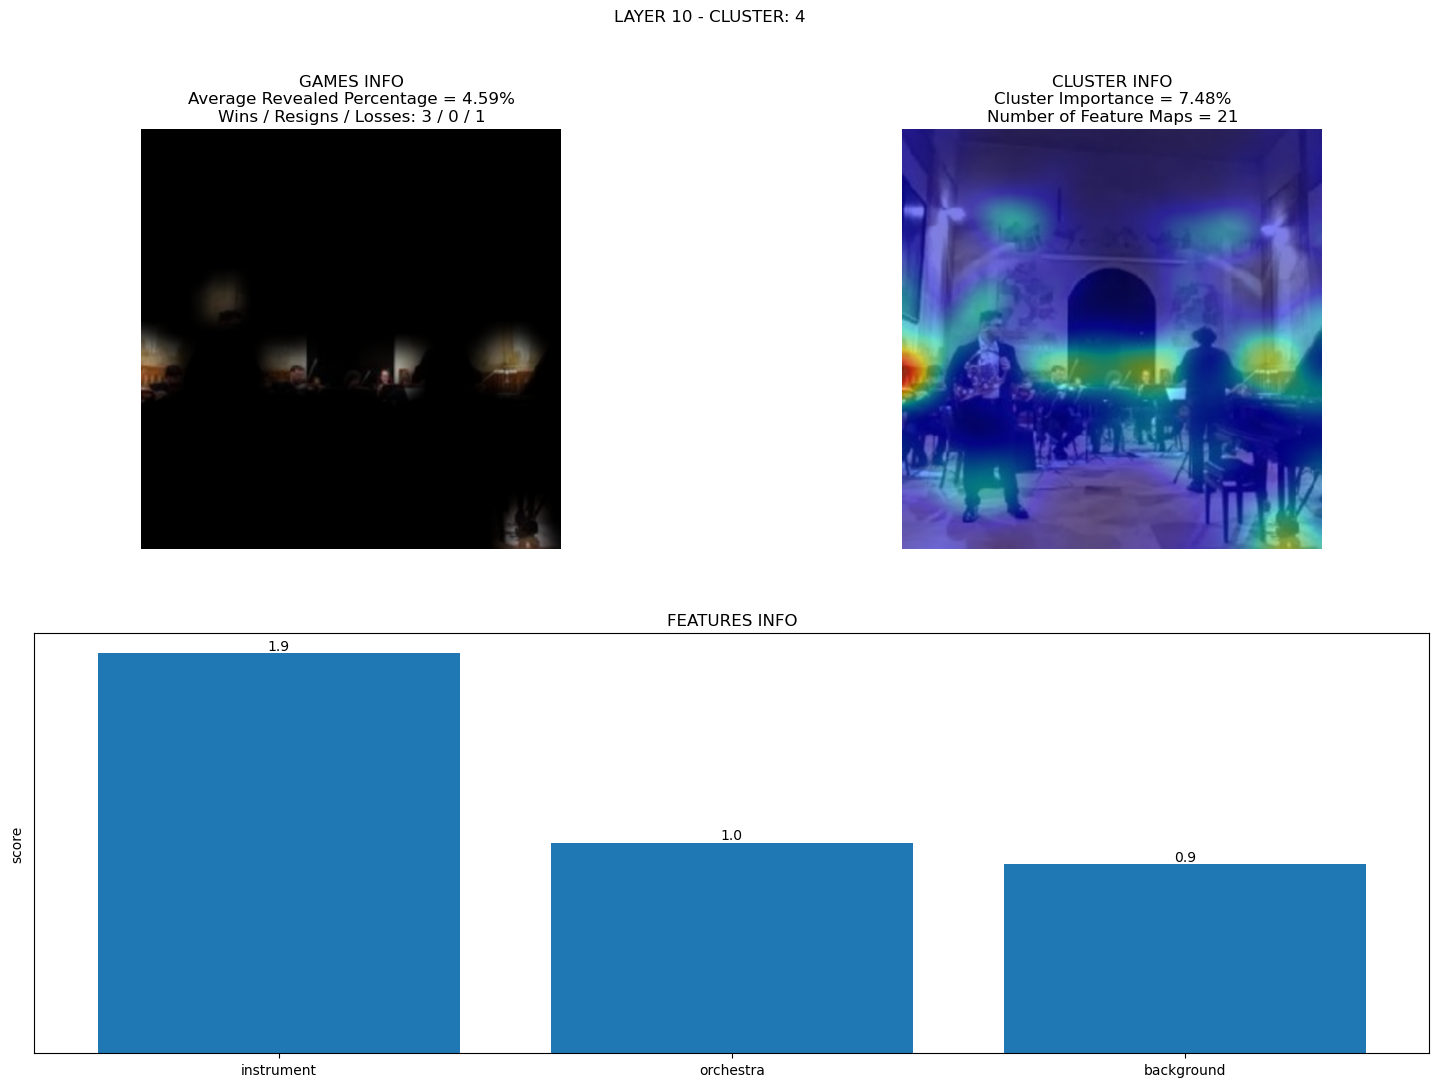 LAYER 10 - CLUSTER: 4
GAMES INFO
Average Revealed Percentage = 4.59%
Wins / Resigns / Losses: 3 / 0 / 1
CLUSTER INFO
Cluster Importance = 7.48%
Number of Feature Maps = 21
FEATURES INFO
score
1.9
1.0
0.9
instrument
orchestra
background